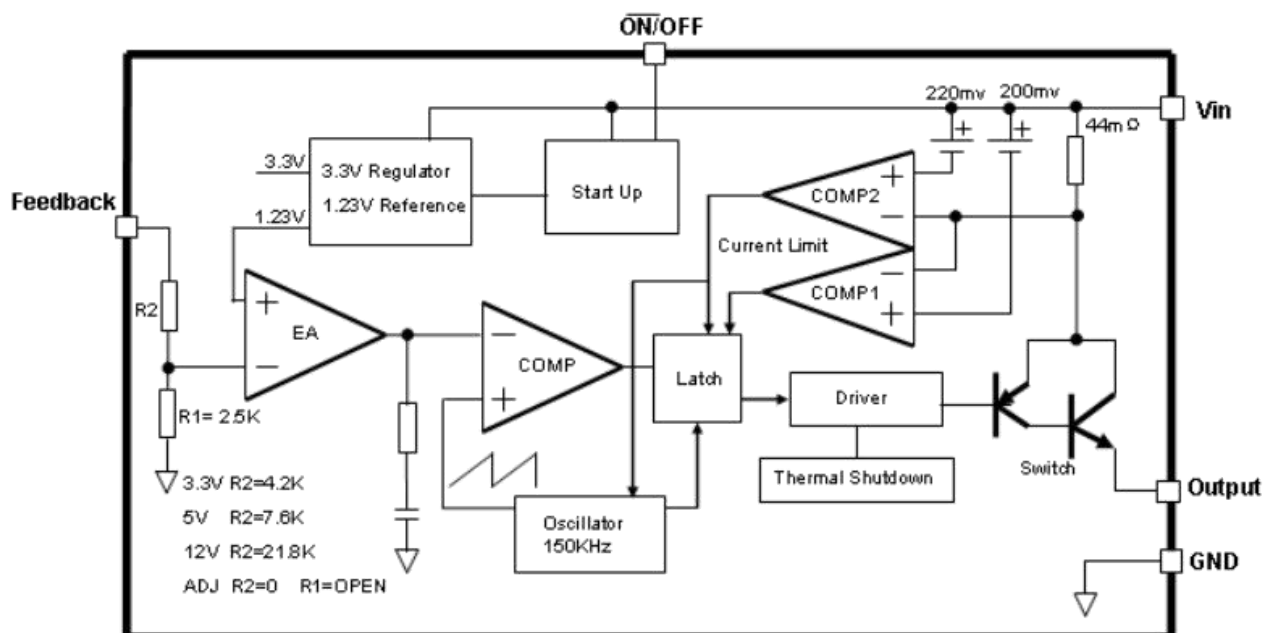 ON/OFF
220mv 200mv
Vin
44mΩ
3.3V
3.3V Regulator
1.23V Reference
Start Up
Feedback
1.23V
+
+
+
COMP2
−
Current Limit
−
COMP1
+
R2
+
EA
−
−
COMP
+
Latch
Driver
R1= 2.5K
Thermal Shutdown
Switch
3.3V R2=4.2K
5V R2=7.6K
12V R2=21.8K
ADJ R2=0 R1=OPEN
Oscillator
150KHz
Output
GND